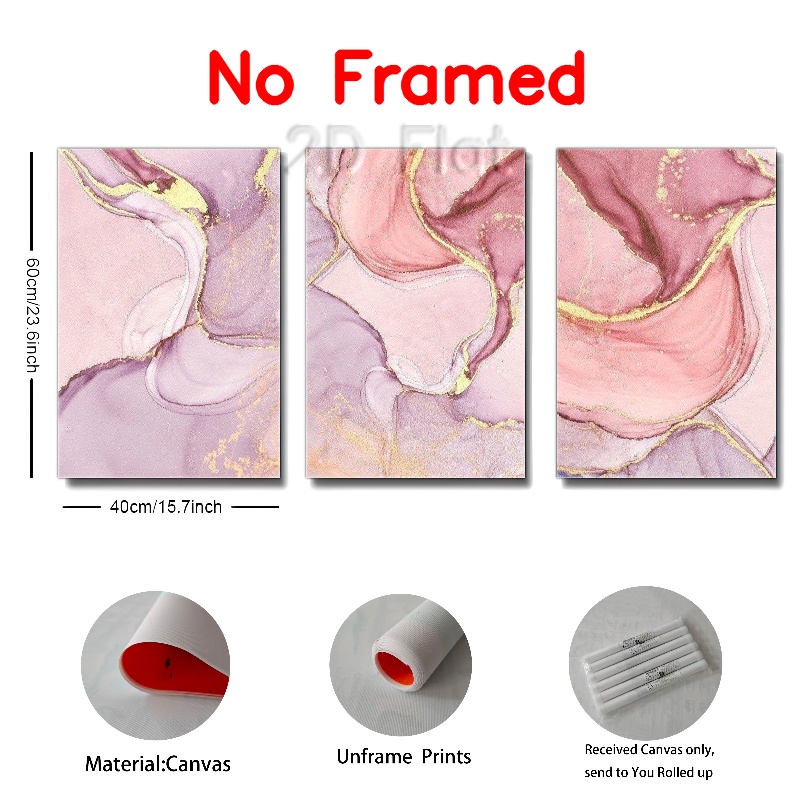 No Framed
2D Flat
60cm/23.6inch
40cm/15.7inch
Material:Canvas
Unframe Prints
Received Canvas only,
send to You Rolled up